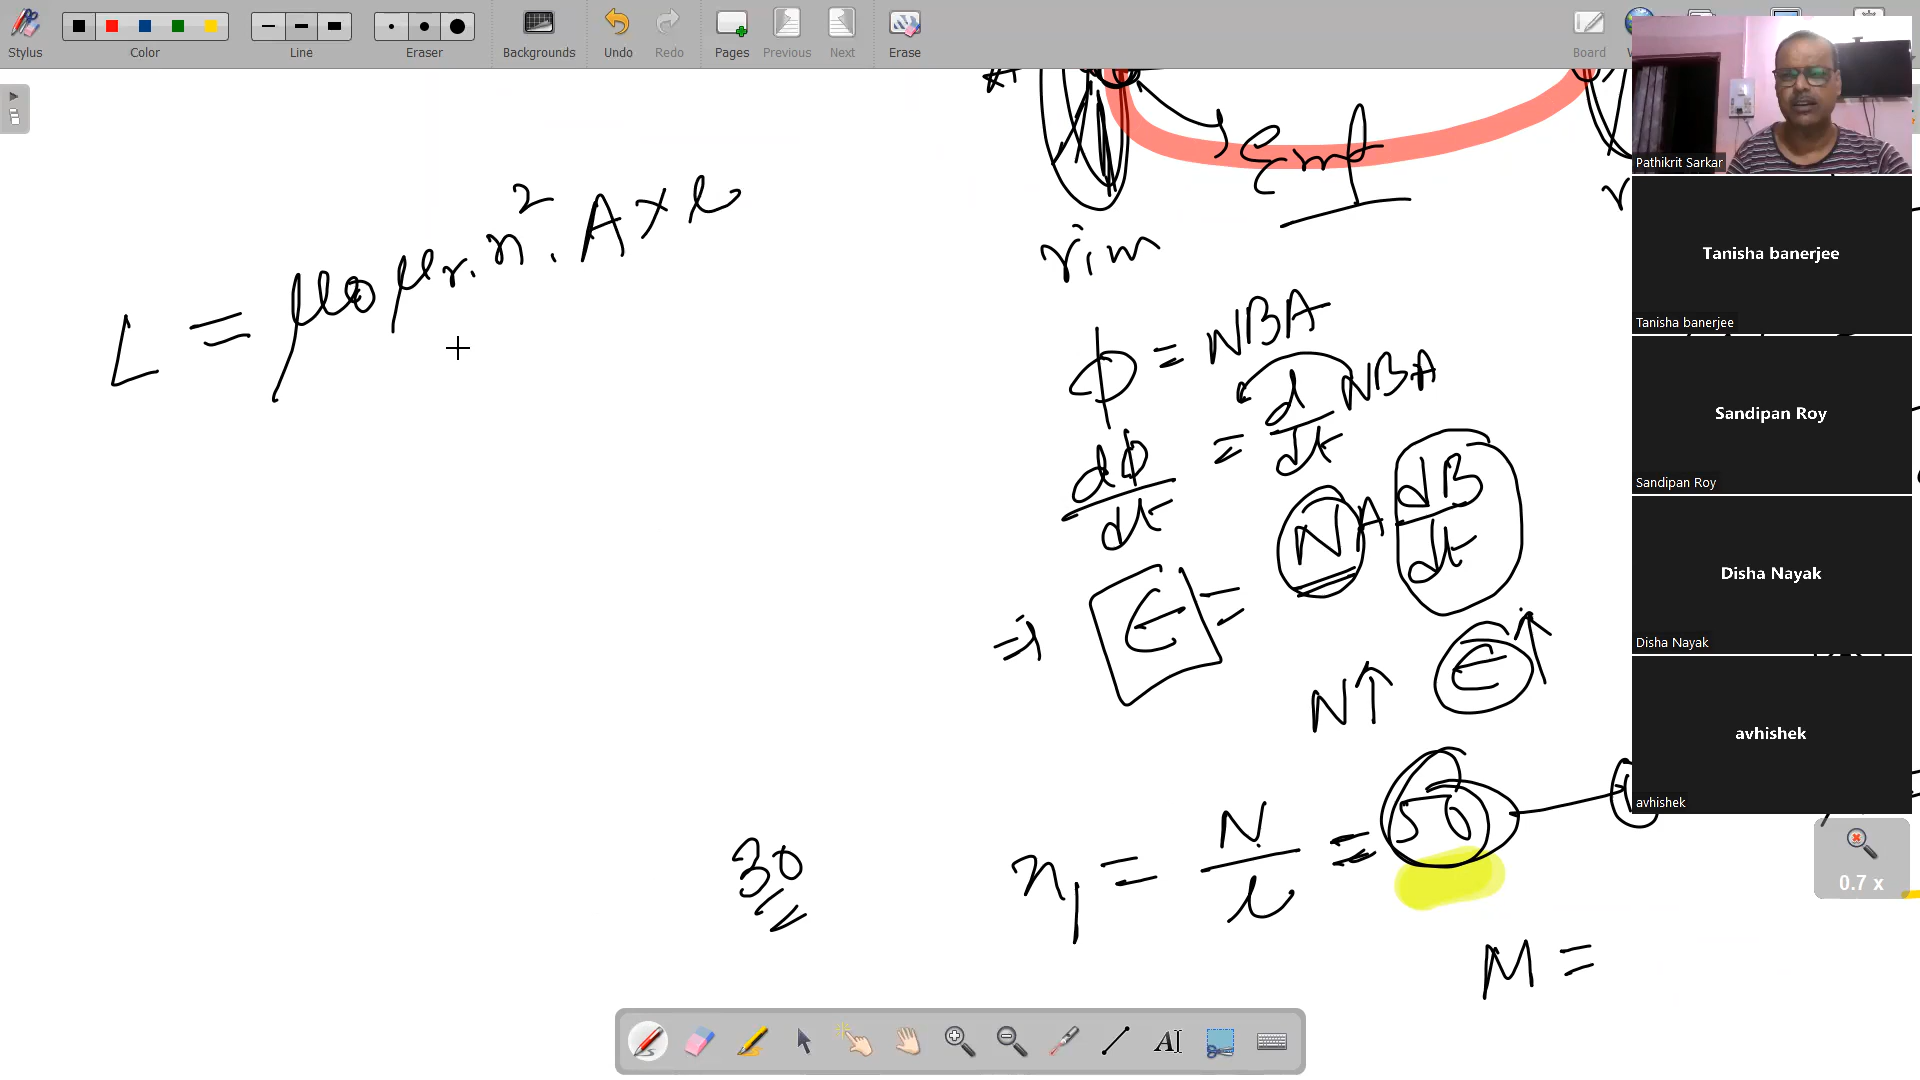 Stylus
Color
Line
Eraser
Backgrounds
Undo
Redo
Pages
Previous
Next
Erase
Board
L = μ0 μr. n². A × l
Emf
rim
ϕ = NBA
dϕ/dt = d/dt NBA
⇒ ε = N A dB/dt
N↑ ε↑
30
n₁ = N/l = 50
M =
Pathikrit Sarkar
Tanisha banerjee
Tanisha banerjee
Sandipan Roy
Sandipan Roy
Disha Nayak
Disha Nayak
avhishek
avhishek
0.7 x